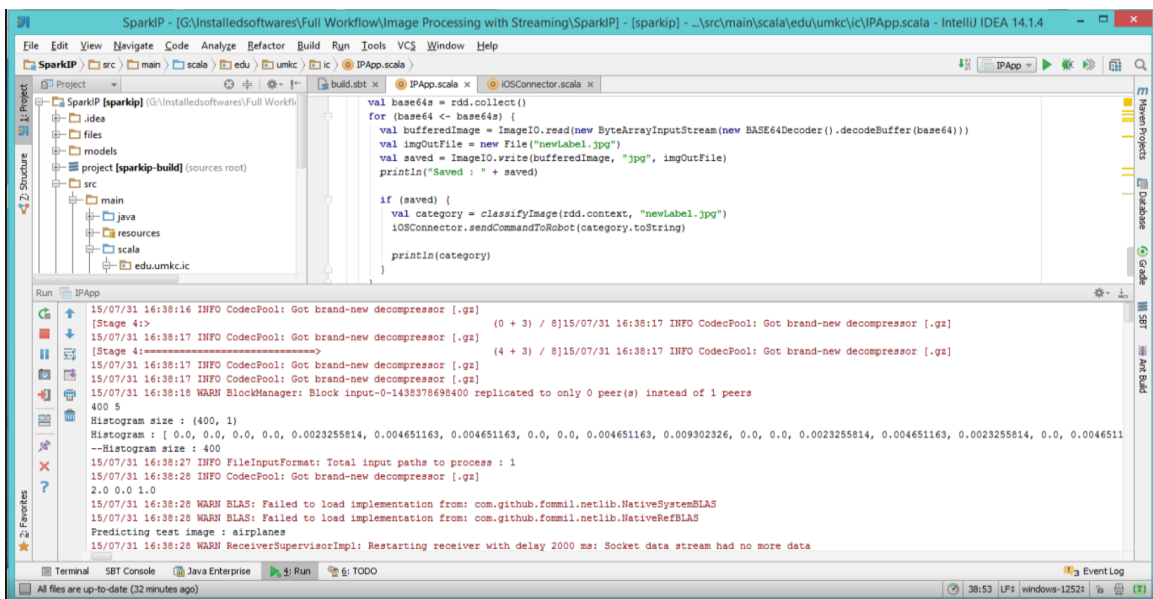 SparkIP - [G:\Installedsoftwares\Full Workflow\Image Processing with Streaming\SparkIP] - [sparkip] - ...\src\main\scala\edu\umkc\ic\IPApp.scala - IntelliJ IDEA 14.1.4
File Edit View Navigate Code Analyze Refactor Build Run Tools VCS Window Help
SparkIP src main scala edu umkc ic IPApp.scala IPApp
Project build.sbt IPApp.scala iOSConnector.scala
SparkIP [sparkip] (G:\Installedsoftwares\Full Workfl
.idea
files
models
project [sparkip-build] (sources root)
src
main
java
resources
scala
edu.umkc.ic
val base64s = rdd.collect()
for (base64 <- base64s) {
val bufferedImage = ImageIO.read(new ByteArrayInputStream(new BASE64Decoder().decodeBuffer(base64)))
val imgOutFile = new File("newLabel.jpg")
val saved = ImageIO.write(bufferedImage, "jpg", imgOutFile)
println("Saved : " + saved)
if (saved) {
val category = classifyImage(rdd.context, "newLabel.jpg")
iOSConnector.sendCommandToRobot(category.toString)
println(category)
}
1: Project
7: Structure
2: Favorites
Maven Projects
Database
Gradle
SBT
Ant Build
Run IPApp
15/07/31 16:38:16 INFO CodecPool: Got brand-new decompressor [.gz]
[Stage 4:> (0 + 3) / 8]15/07/31 16:38:17 INFO CodecPool: Got brand-new decompressor [.gz]
15/07/31 16:38:17 INFO CodecPool: Got brand-new decompressor [.gz]
[Stage 4:=============================> (4 + 3) / 8]15/07/31 16:38:17 INFO CodecPool: Got brand-new decompressor [.gz]
15/07/31 16:38:17 INFO CodecPool: Got brand-new decompressor [.gz]
15/07/31 16:38:17 INFO CodecPool: Got brand-new decompressor [.gz]
15/07/31 16:38:18 WARN BlockManager: Block input-0-1438378698400 replicated to only 0 peer(s) instead of 1 peers
400 5
Histogram size : (400, 1)
Histogram : [ 0.0, 0.0, 0.0, 0.0, 0.0023255814, 0.004651163, 0.004651163, 0.0, 0.0, 0.004651163, 0.009302326, 0.0, 0.0, 0.0023255814, 0.004651163, 0.0023255814, 0.0, 0.0046511
--Histogram size : 400
15/07/31 16:38:27 INFO FileInputFormat: Total input paths to process : 1
15/07/31 16:38:28 INFO CodecPool: Got brand-new decompressor [.gz]
2.0 0.0 1.0
15/07/31 16:38:28 WARN BLAS: Failed to load implementation from: com.github.fommil.netlib.NativeSystemBLAS
15/07/31 16:38:28 WARN BLAS: Failed to load implementation from: com.github.fommil.netlib.NativeRefBLAS
Predicting test image : airplanes
15/07/31 16:38:28 WARN ReceiverSupervisorImpl: Restarting receiver with delay 2000 ms: Socket data stream had no more data
Terminal SBT Console Java Enterprise 4: Run 6: TODO 3 Event Log
All files are up-to-date (32 minutes ago) 38:53 LF windows-1252 [T]